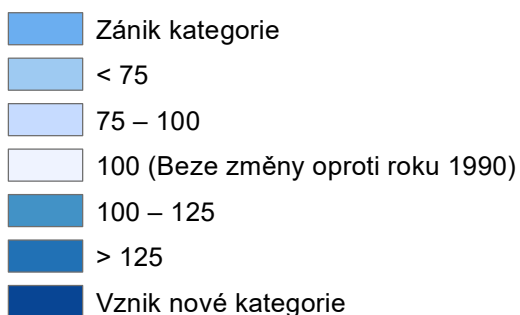 Zánik kategorie
< 75
75 – 100
100 (Beze změny oproti roku 1990)
100 – 125
> 125
Vznik nové kategorie